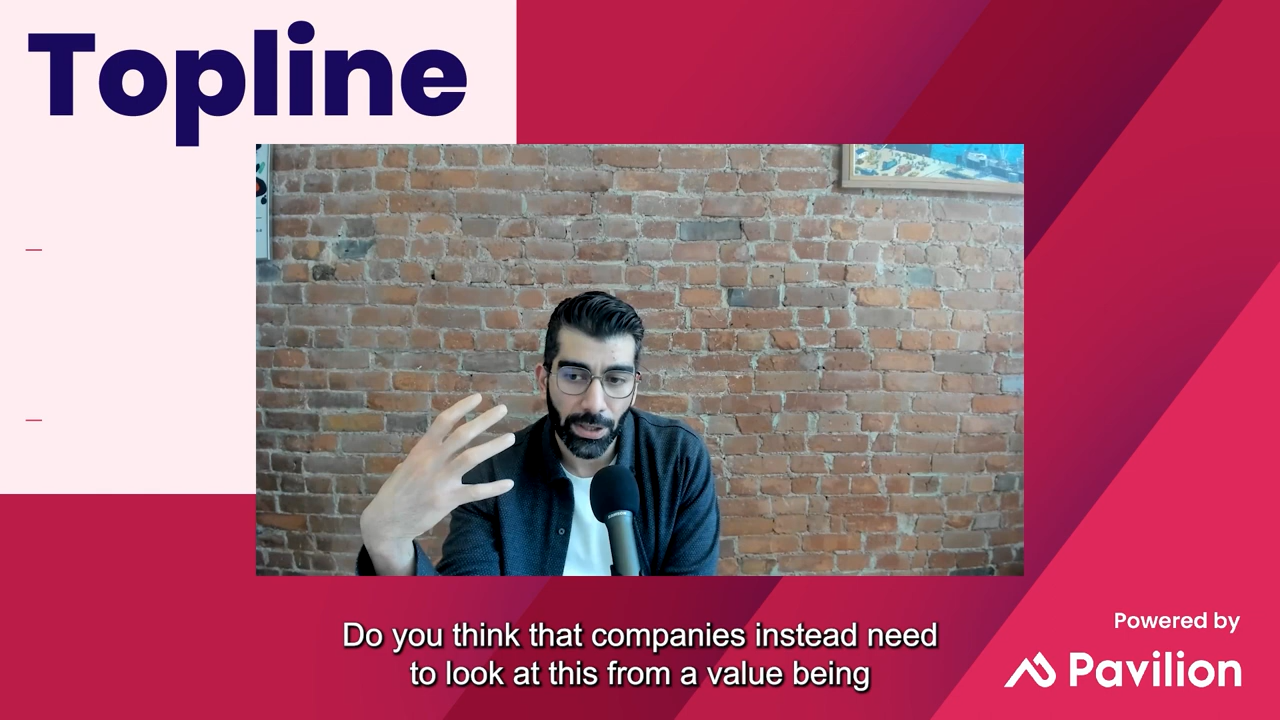 Topline
Do you think that companies instead need
to look at this from a value being
Powered by
Pavilion